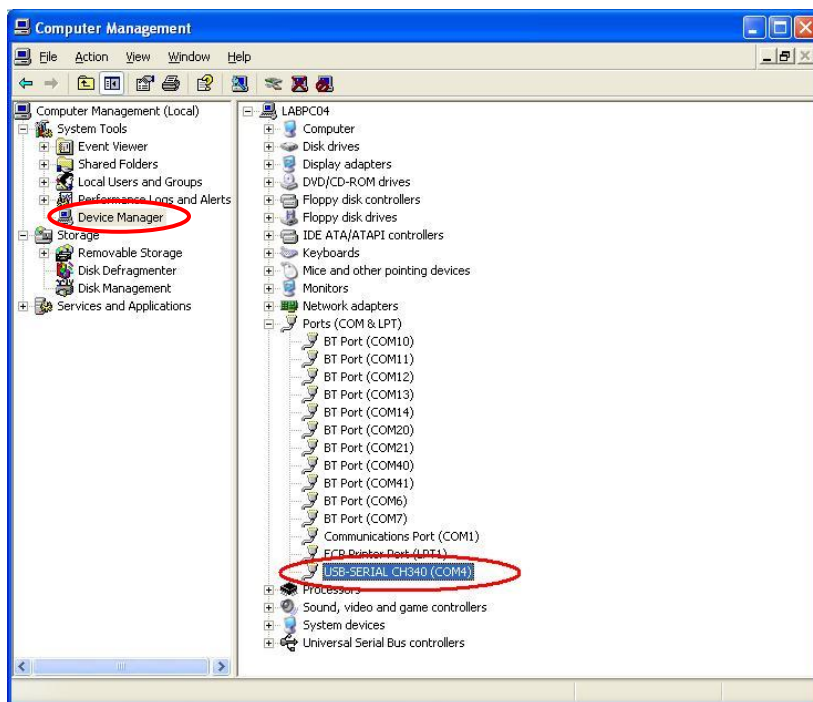 Computer Management
File Action View Window Help
Computer Management (Local)
System Tools
Event Viewer
Shared Folders
Local Users and Groups
Performance Logs and Alerts
Device Manager
Storage
Removable Storage
Disk Defragmenter
Disk Management
Services and Applications
LABPC04
Computer
Disk drives
Display adapters
DVD/CD-ROM drives
Floppy disk controllers
Floppy disk drives
IDE ATA/ATAPI controllers
Keyboards
Mice and other pointing devices
Monitors
Network adapters
Ports (COM & LPT)
BT Port (COM10)
BT Port (COM11)
BT Port (COM12)
BT Port (COM13)
BT Port (COM14)
BT Port (COM20)
BT Port (COM21)
BT Port (COM40)
BT Port (COM41)
BT Port (COM6)
BT Port (COM7)
Communications Port (COM1)
ECP Printer Port (LPT1)
USB-SERIAL CH340 (COM4)
Processors
Sound, video and game controllers
System devices
Universal Serial Bus controllers